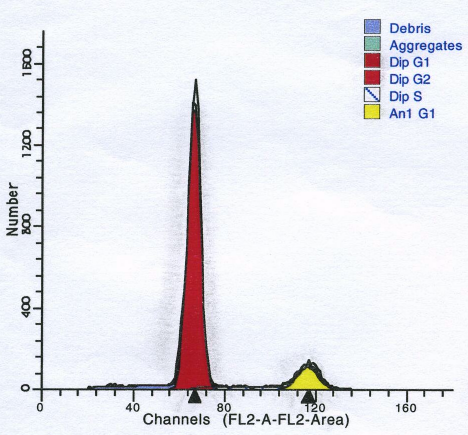 Debris
Aggregates
Dip G1
Dip G2
Dip S
An1 G1
1600
1200
800
400
0
Number
0 40 80 120 160
Channels (FL2-A-FL2-Area)